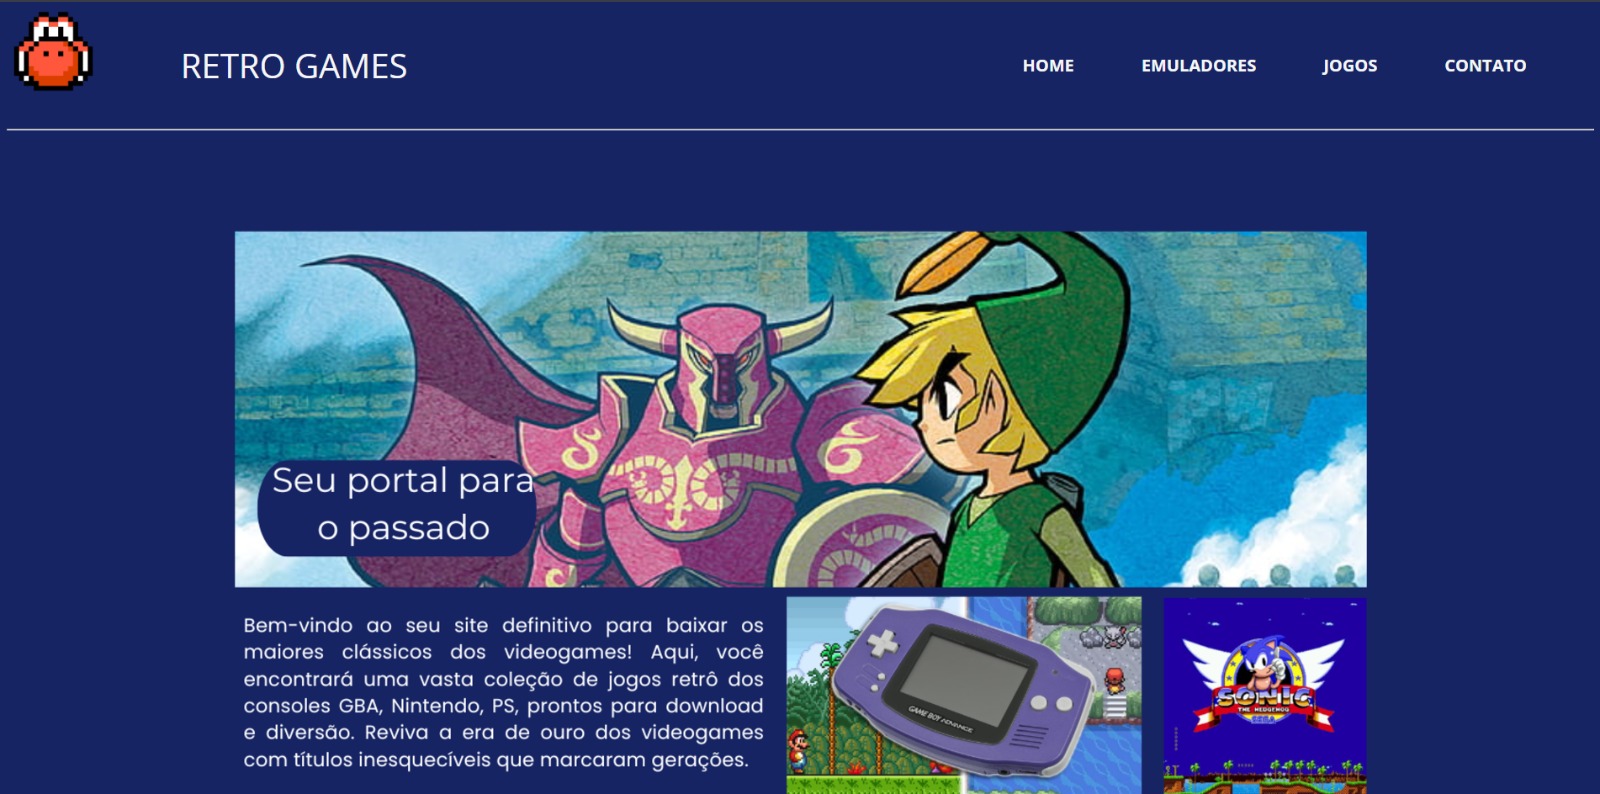 RETRO GAMES
HOME
EMULADORES
JOGOS
CONTATO
Seu portal para
o passado
Bem-vindo ao seu site definitivo para baixar os
maiores clássicos dos videogames! Aqui, você
encontrará uma vasta coleção de jogos retrô dos
consoles GBA, Nintendo, PS, prontos para download
e diversão. Reviva a era de ouro dos videogames
com títulos inesquecíveis que marcaram gerações.
GAME BOY ADVANCE
SONIC
THE HEDGEHOG
SEGA